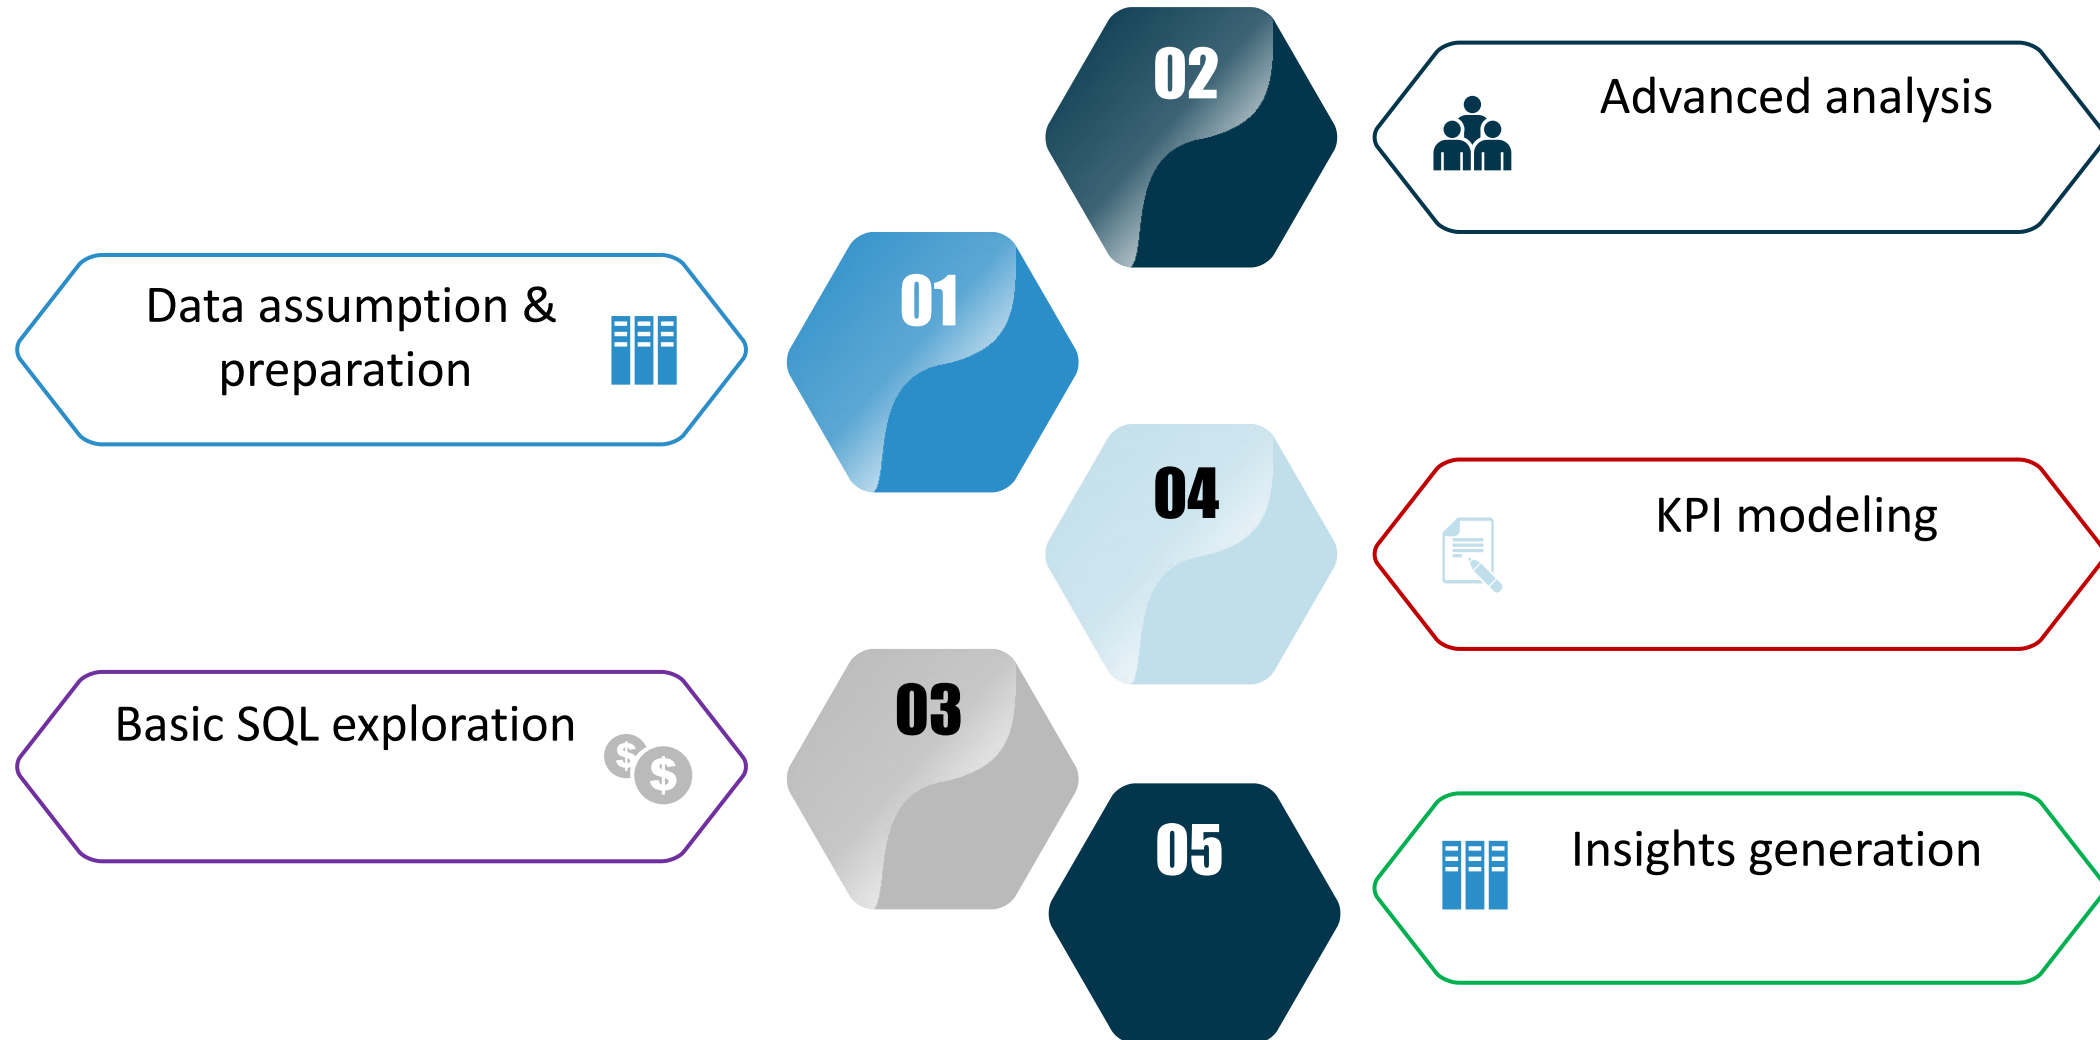 02
Advanced analysis
01
Data assumption &
preparation
04
KPI modeling
03
Basic SQL exploration
$
$
05
Insights generation